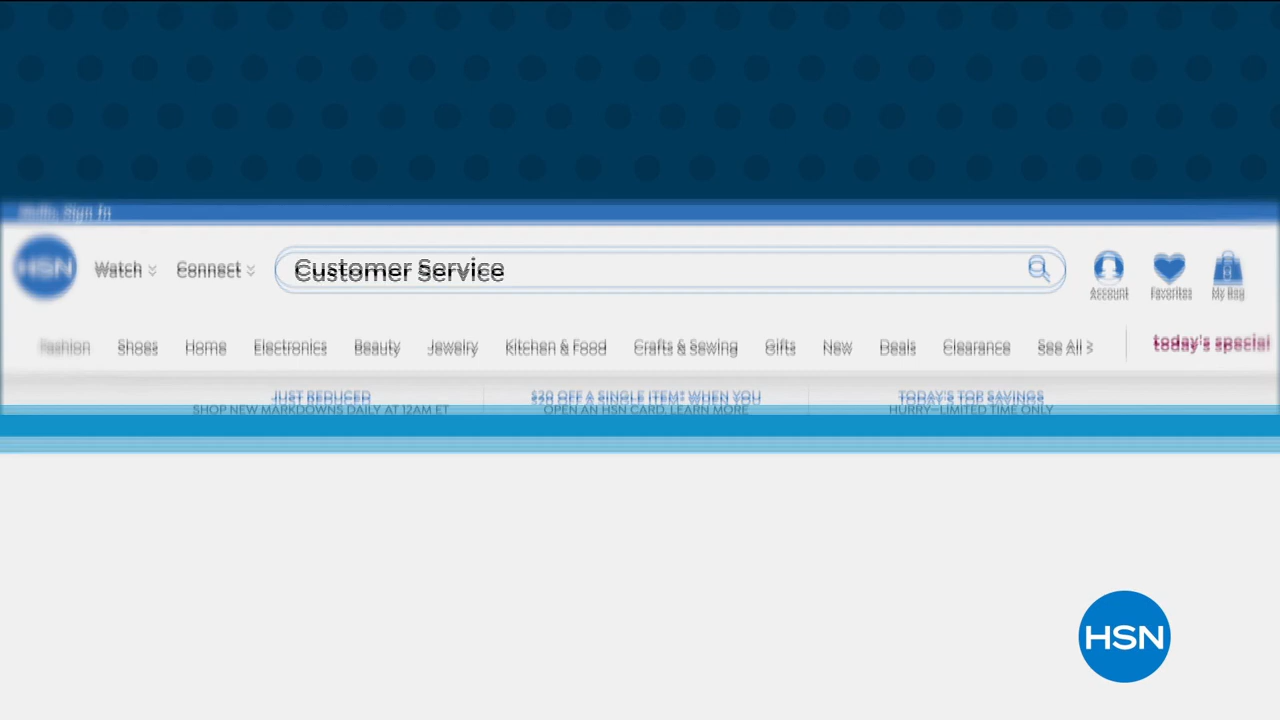 Hello, Sign In
HSN
Watch
Connect
Customer Service
Account
Favorites
My Bag
Fashion
Shoes
Home
Electronics
Beauty
Jewelry
Kitchen & Food
Crafts & Sewing
Gifts
New
Deals
Clearance
See All >
today's special
JUST REDUCED
SHOP NEW MARKDOWNS DAILY AT 12AM ET
$20 OFF A SINGLE ITEM* WHEN YOU
OPEN AN HSN CARD. LEARN MORE
TODAY'S TOP SAVINGS
HURRY—LIMITED TIME ONLY
HSN